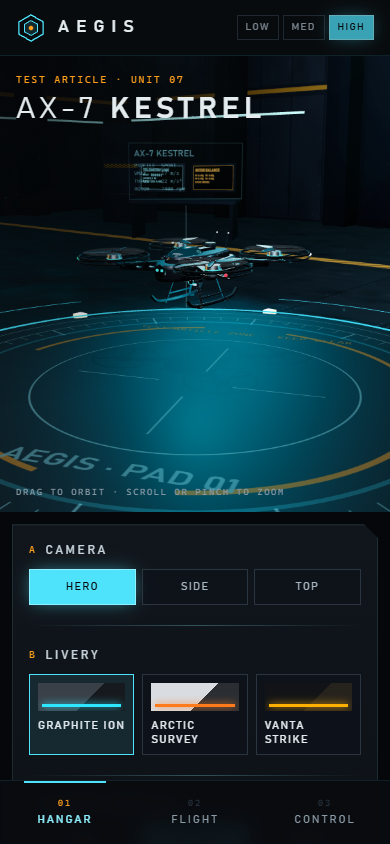 AEGIS
LOW MED HIGH
TEST ARTICLE · UNIT 07
AX-7 KESTREL
AX-7 KESTREL
AEGIS - PAD 01
DRAG TO ORBIT · SCROLL OR PINCH TO ZOOM
A CAMERA
HERO SIDE TOP
B LIVERY
GRAPHITE ION
ARCTIC SURVEY
VANTA STRIKE
01 02 03
HANGAR FLIGHT CONTROL